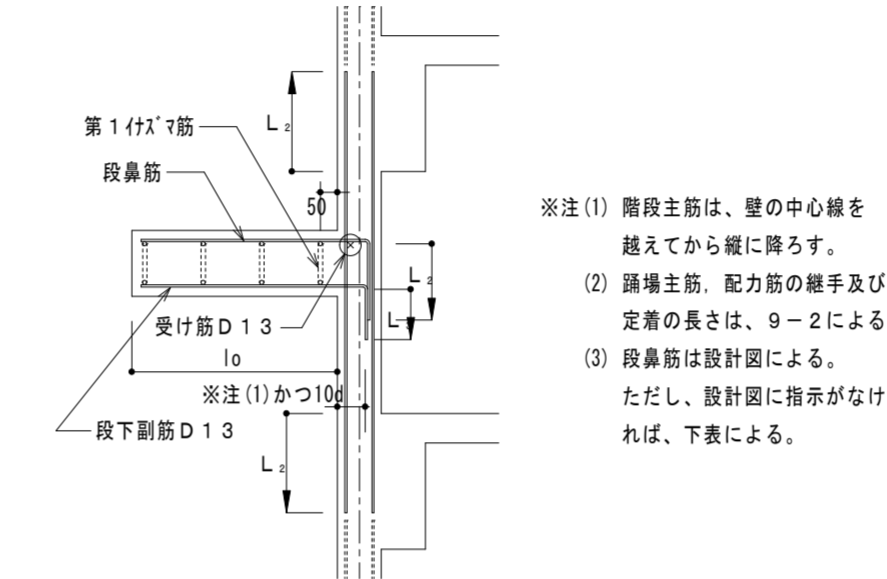 第1ｲﾅｽﾞﾏ筋
L2
段鼻筋
50
L2
L
受け筋D13
lo
※注(1)かつ10d
段下副筋D13
L2
※注(1) 階段主筋は、壁の中心線を
越えてから縦に降ろす。
(2) 踊場主筋，配力筋の継手及び
定着の長さは、9－2による
(3) 段鼻筋は設計図による。
ただし、設計図に指示がなけ
れば、下表による。